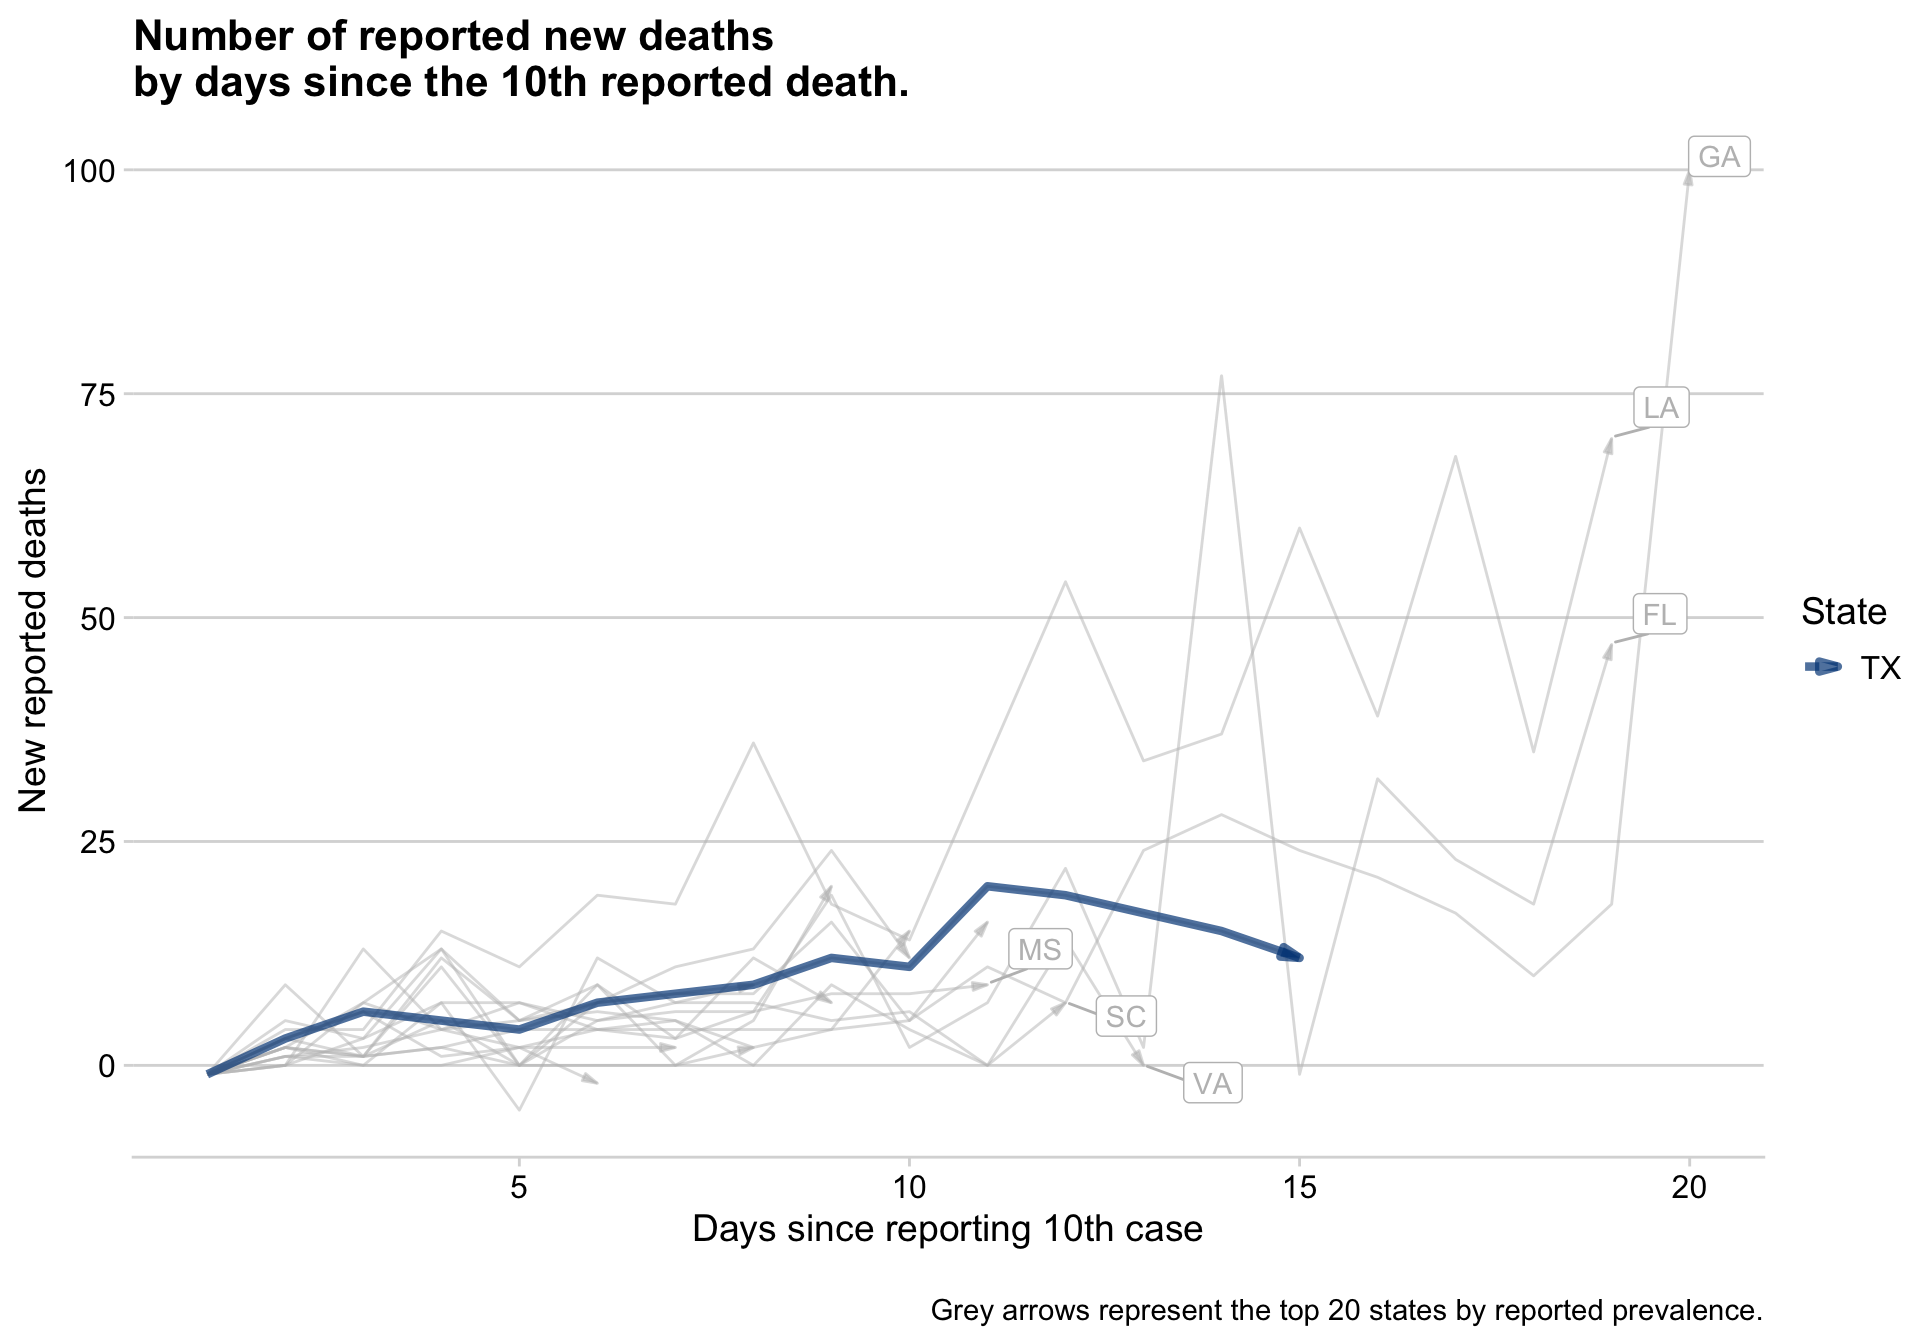 Number of reported new deaths
by days since the 10th reported death.
New reported deaths
100
75
50
25
0
GA
LA
FL
MS
SC
VA
State
TX
5
10
15
20
Days since reporting 10th case
Grey arrows represent the top 20 states by reported prevalence.